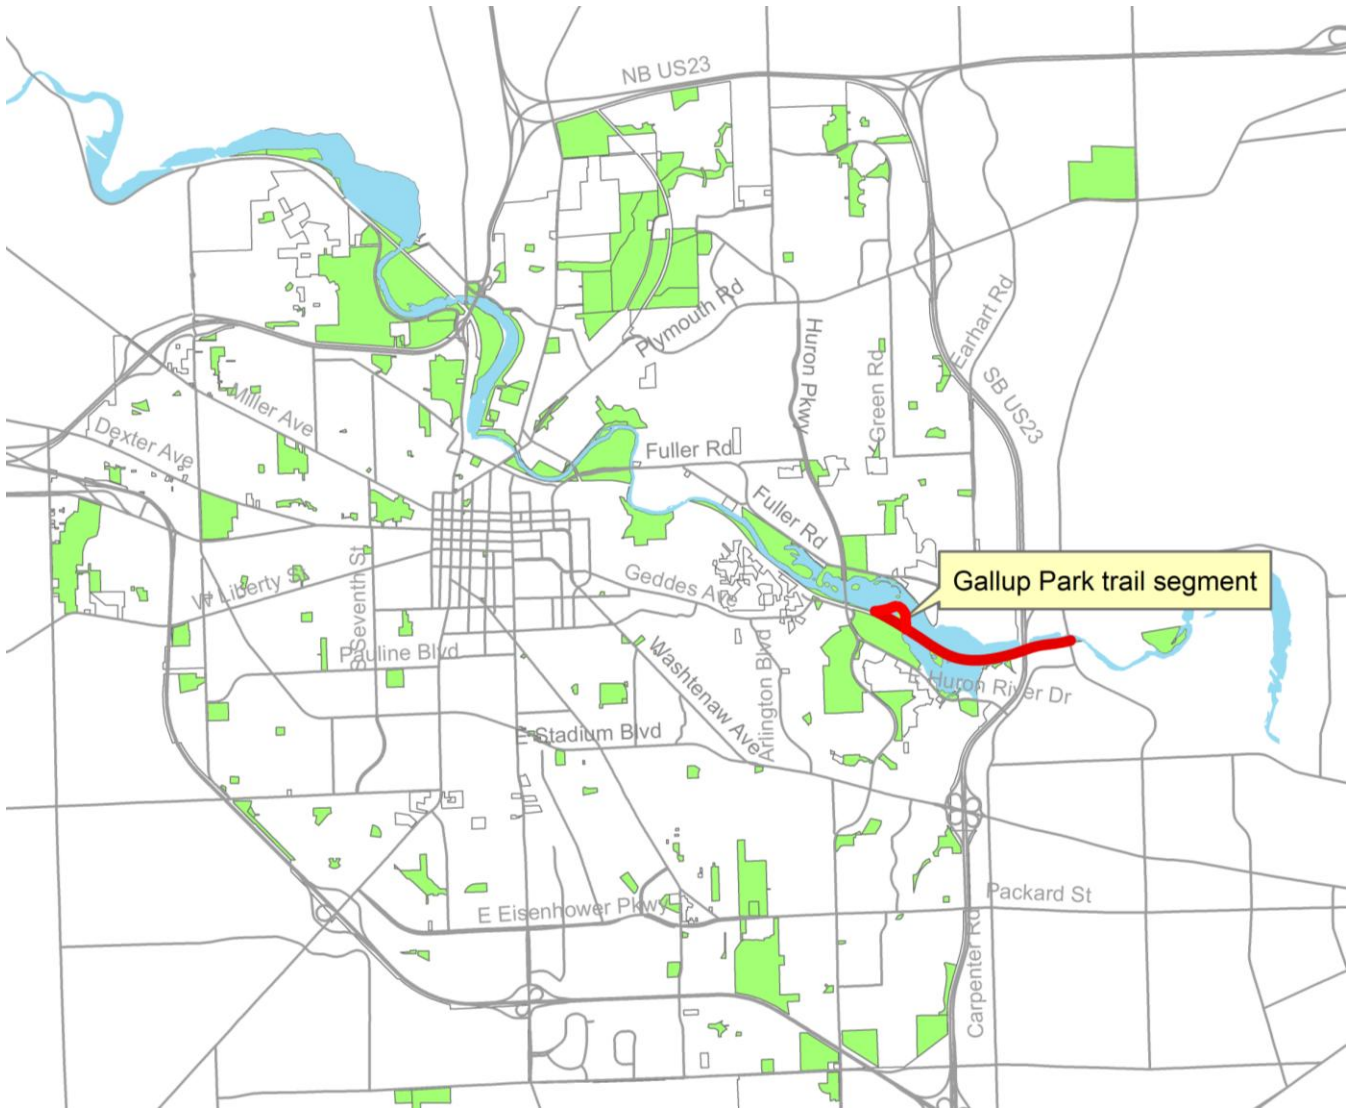 NB US23
Plymouth Rd
Earhart Rd
Huron Pkwy
Green Rd
SB US23
Miller Ave
Dexter Ave
Fuller Rd
Fuller Rd
Gallup Park trail segment
Geddes Ave
W Liberty St
S Seventh St
Pauline Blvd
Washtenaw Ave
Arlington Blvd
E Huron River Dr
E Stadium Blvd
Packard St
E Eisenhower Pkwy
Carpenter Rd